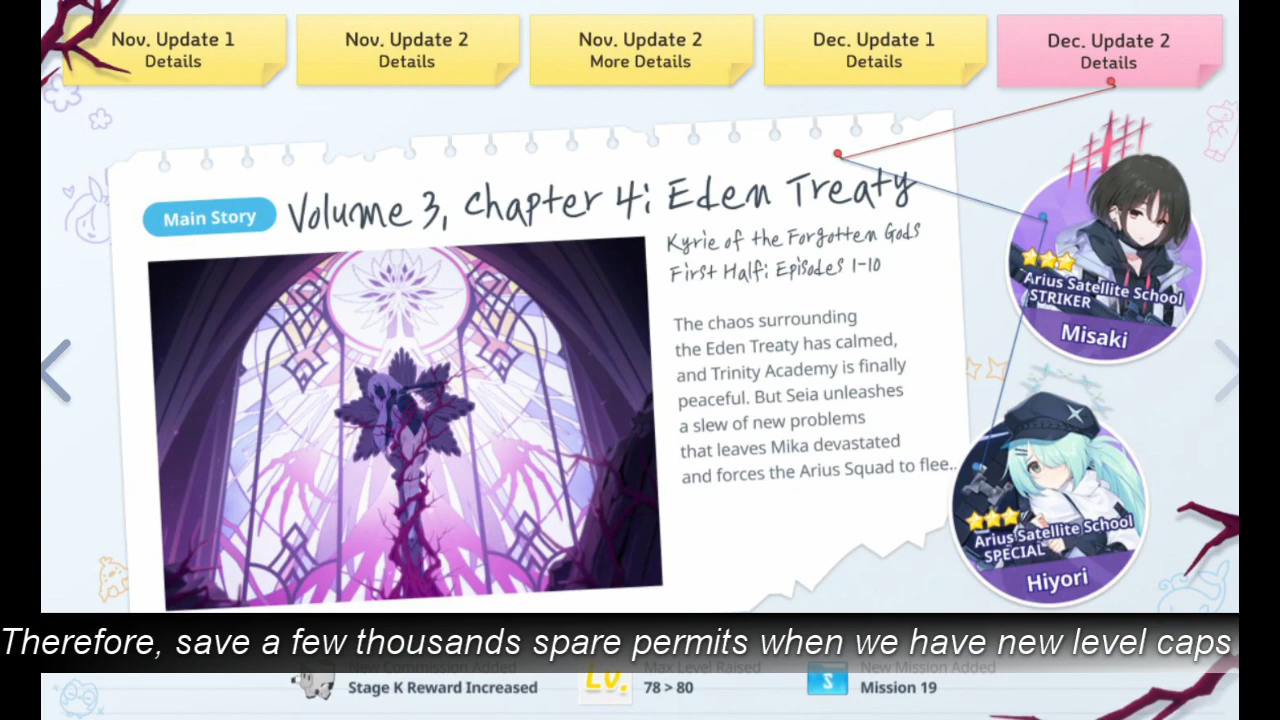 Nov. Update 1
Details
Nov. Update 2
Details
Nov. Update 2
More Details
Dec. Update 1
Details
Dec. Update 2
Details
Main Story
Volume 3, Chapter 4: Eden Treaty
Kyrie of the Forgotten Gods
First Half: Episodes 1-10
The chaos surrounding
the Eden Treaty has calmed,
and Trinity Academy is finally
peaceful. But Seia unleashes
a slew of new problems
that leaves Mika devastated
and forces the Arius Squad to flee..
Arius Satellite School
STRIKER
Misaki
Arius Satellite School
SPECIAL
Hiyori
Therefore, save a few thousands spare permits when we have new level caps
New Commission Added
Stage K Reward Increased
Lv.
Max Level Raised
78 > 80
New Mission Added
Mission 19